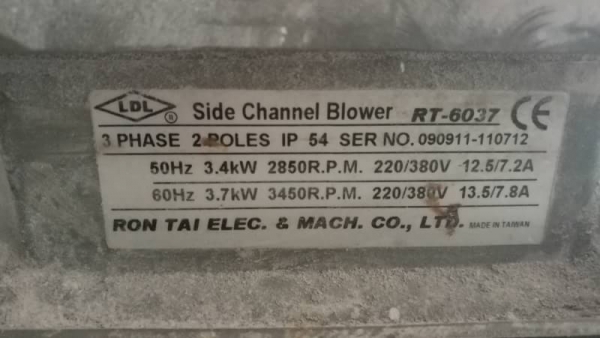 LDL ® Side Channel Blower RT-6037 CE
3 PHASE 2 POLES IP 54 SER NO. 090911-110712
50Hz 3.4kW 2850R.P.M. 220/380V 12.5/7.2A
60Hz 3.7kW 3450R.P.M. 220/380V 13.5/7.8A
RON TAI ELEC. & MACH. CO., LTD. MADE IN TAIWAN